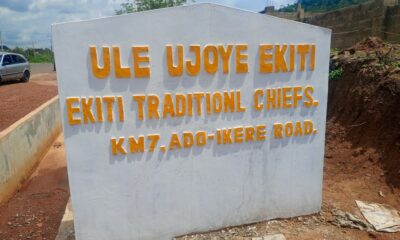 ULE UJOYE EKITI
EKITI TRADITIONL CHIEFS.
KM7, ADO-IKERE ROAD.